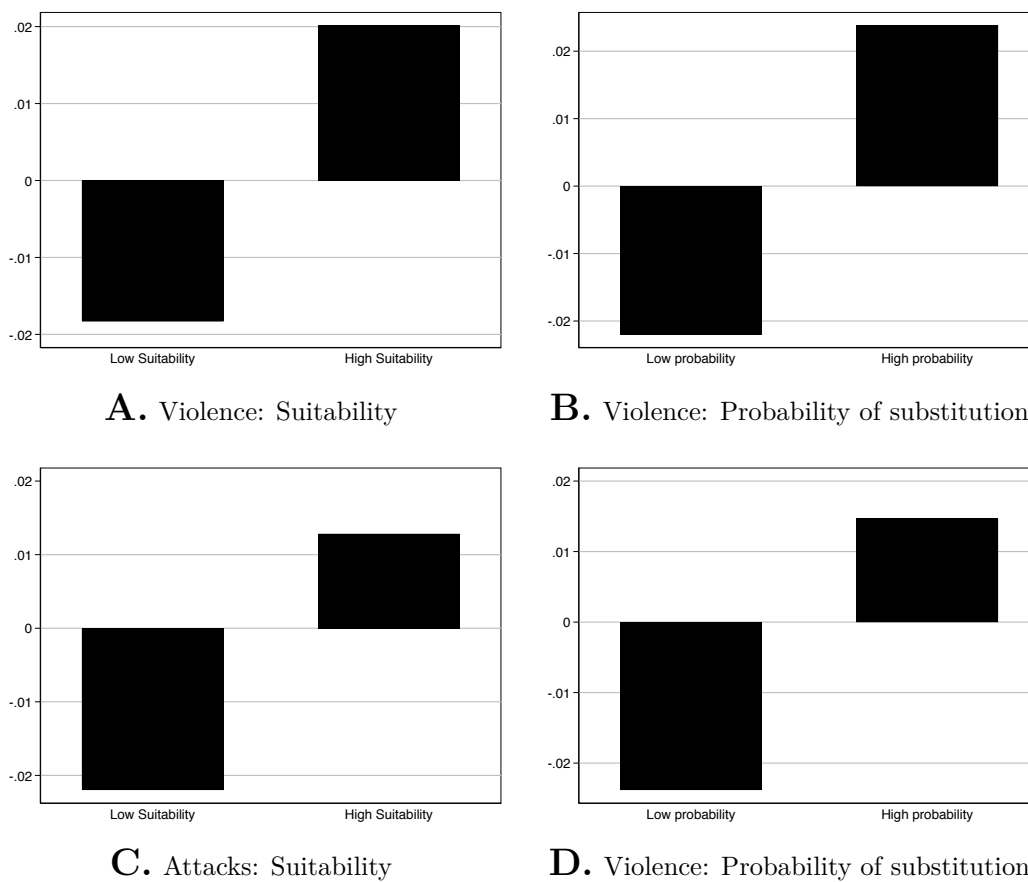 .02
.01
0
-.01
-.02
Low Suitability High Suitability
A. Violence: Suitability
.02
.01
0
-.01
-.02
Low probability High probability
B. Violence: Probability of substitution
.02
.01
0
-.01
-.02
Low Suitability High Suitability
C. Attacks: Suitability
.02
.01
0
-.01
-.02
Low probability High probability
D. Violence: Probability of substitution